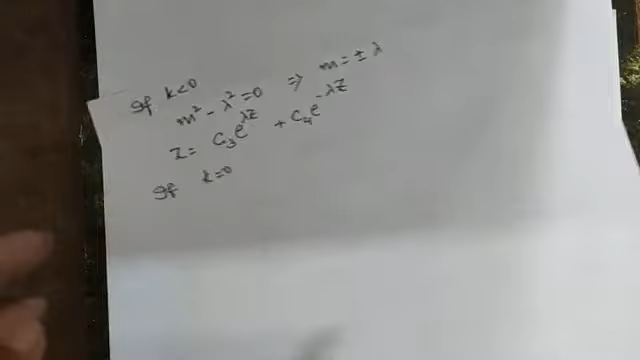 If k<0
m² - λ² = 0 ⇒ m = ± λ
Z = C₃e^λZ + C₄e^-λZ
If k=0